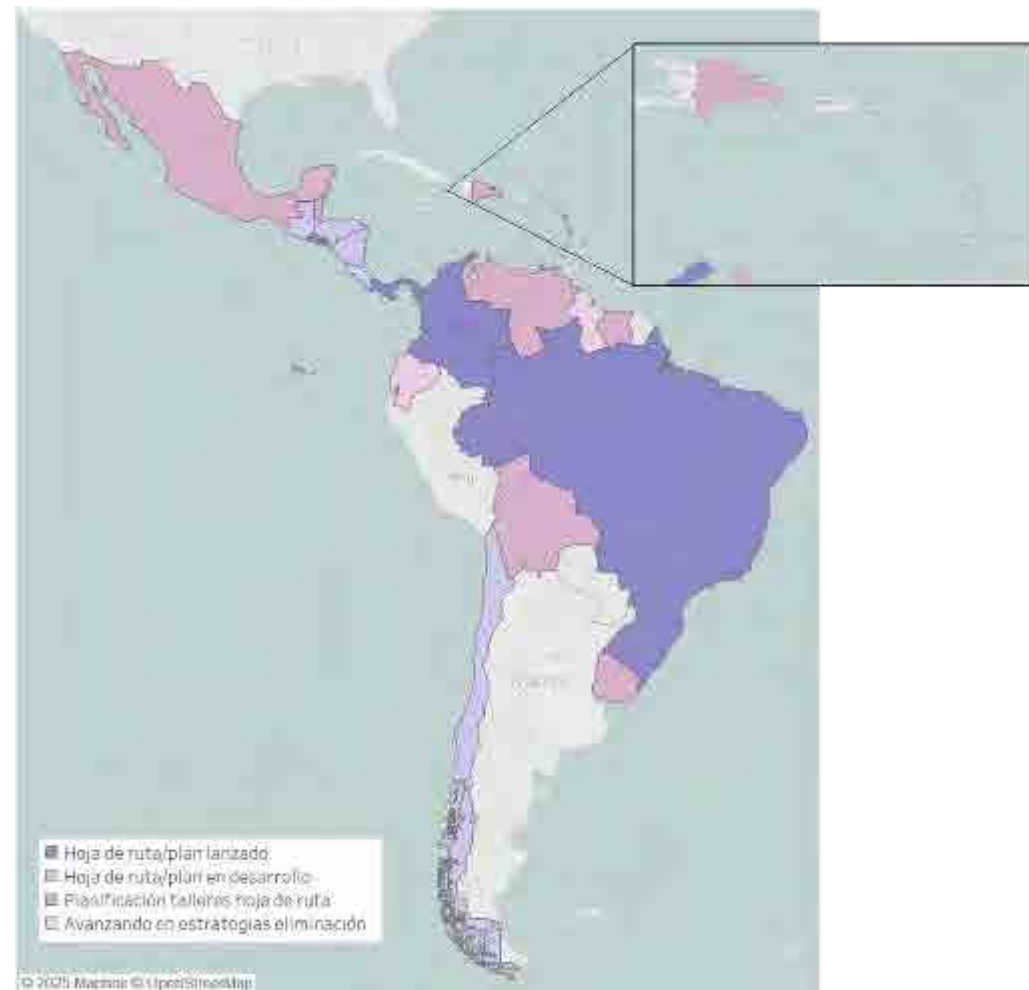 Hoja de ruta/plan lanzado
Hoja de ruta/plan en desarrollo
Planificación talleres hoja de ruta
Avanzando en estrategias eliminación
© 2025 Mapbox © OpenStreetMap